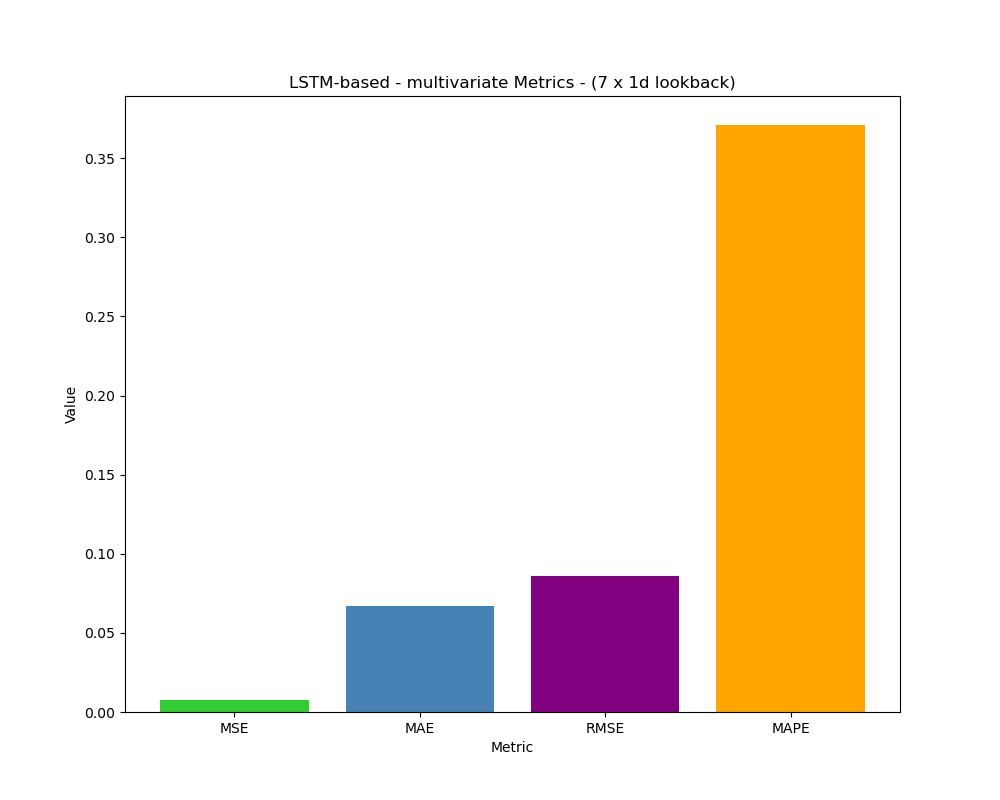 LSTM-based - multivariate Metrics - (7 x 1d lookback)
Value
0.35
0.30
0.25
0.20
0.15
0.10
0.05
0.00
MSE MAE RMSE MAPE
Metric